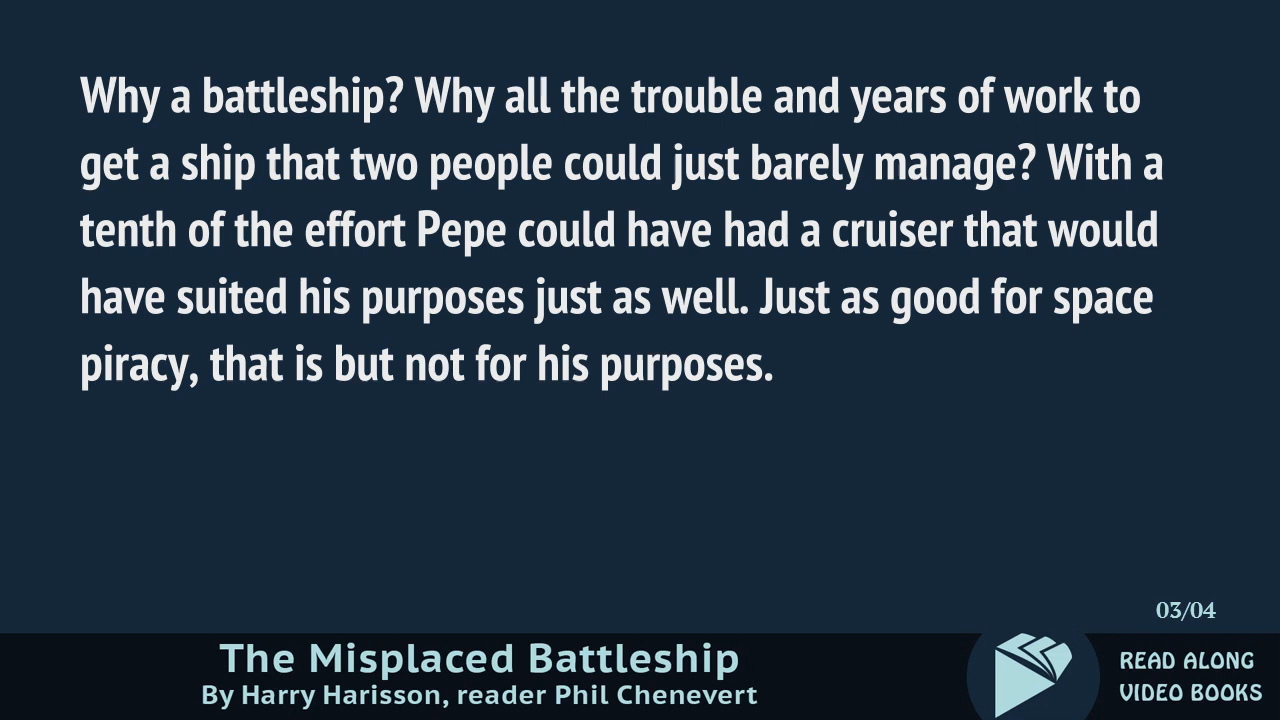 Why a battleship? Why all the trouble and years of work to
get a ship that two people could just barely manage? With a
tenth of the effort Pepe could have had a cruiser that would
have suited his purposes just as well. Just as good for space
piracy, that is but not for his purposes.
03/04
The Misplaced Battleship
By Harry Harisson, reader Phil Chenevert
READ ALONG
VIDEO BOOKS